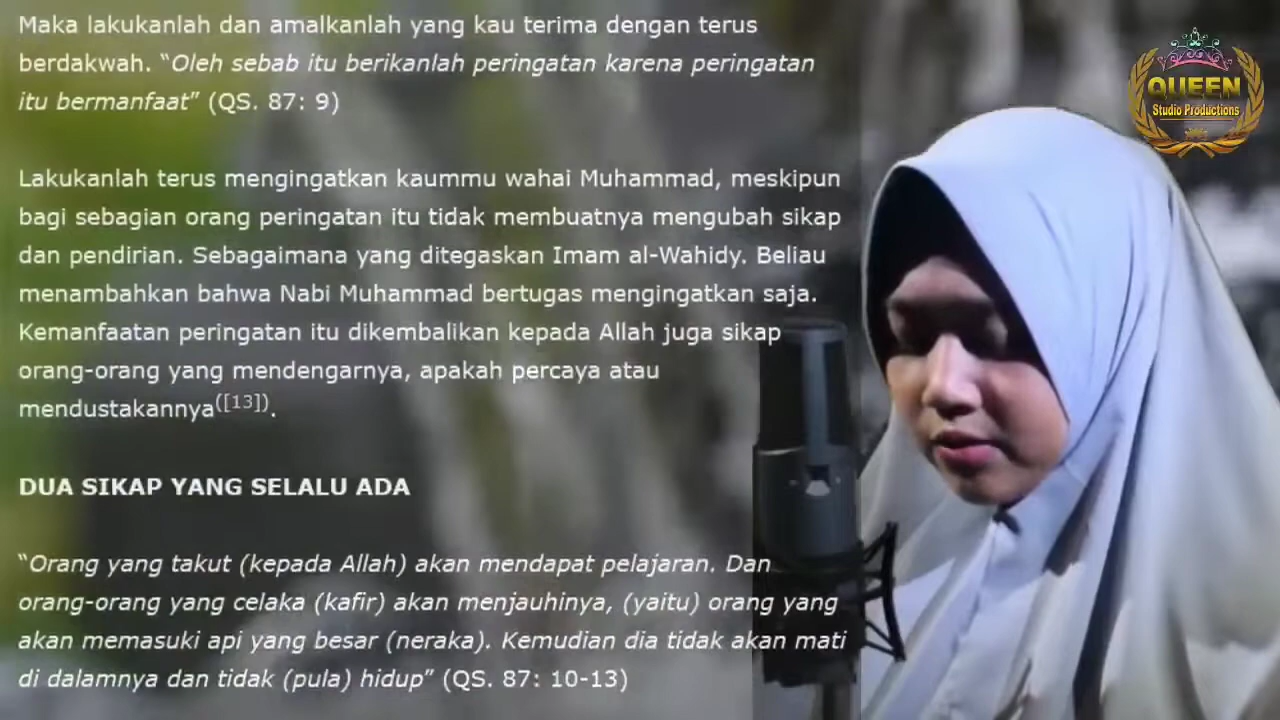 Maka lakukanlah dan amalkanlah yang kau terima dengan terus
berdakwah. “Oleh sebab itu berikanlah peringatan karena peringatan
itu bermanfaat” (QS. 87: 9)
Lakukanlah terus mengingatkan kaummu wahai Muhammad, meskipun
bagi sebagian orang peringatan itu tidak membuatnya mengubah sikap
dan pendirian. Sebagaimana yang ditegaskan Imam al-Wahidy. Beliau
menambahkan bahwa Nabi Muhammad bertugas mengingatkan saja.
Kemanfaatan peringatan itu dikembalikan kepada Allah juga sikap
orang-orang yang mendengarnya, apakah percaya atau
mendustakannya([13]).
DUA SIKAP YANG SELALU ADA
“Orang yang takut (kepada Allah) akan mendapat pelajaran. Dan
orang-orang yang celaka (kafir) akan menjauhinya, (yaitu) orang yang
akan memasuki api yang besar (neraka). Kemudian dia tidak akan mati
di dalamnya dan tidak (pula) hidup” (QS. 87: 10-13)
QUEEN
Studio Productions